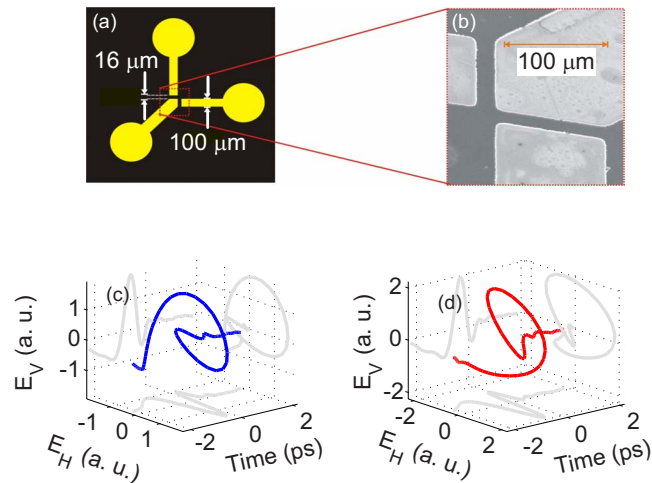 (a)
16 μm
100 μm
(b)
100 μm
(c)
E_V (a. u.)
1
0
-1
-1
0
1
E_H (a. u.)
-2
0
2
Time (ps)
(d)
E_V (a. u.)
2
0
-2
-2
0
2
E_H (a. u.)
-2
0
2
Time (ps)